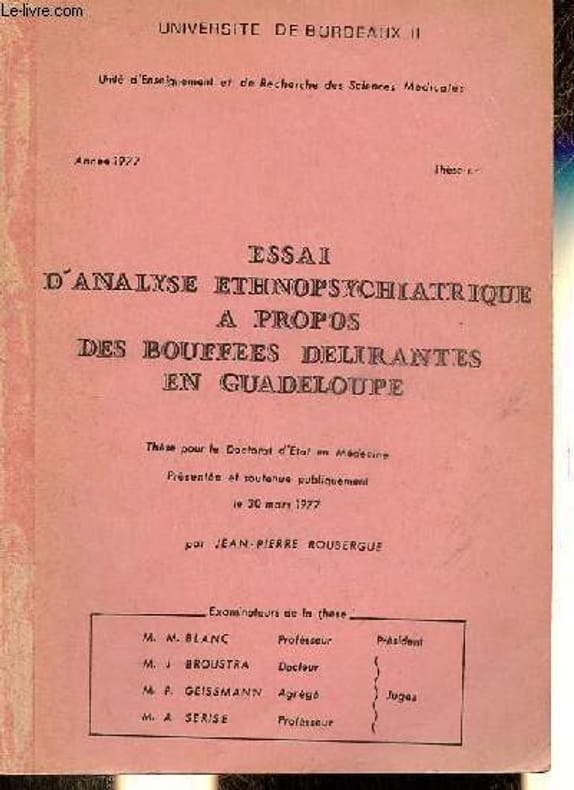 Le-livre.com
UNIVERSITE DE BORDEAUX II
Unité d'Enseignement et de Recherche des Sciences Médicales
Année 1977
Thèse
ESSAI
D'ANALYSE ETHNOPSYCHIATRIQUE
A PROPOS
DES BOUFFEES DELIRANTES
EN GUADELOUPE
Thèse pour le Doctorat d'Etat en Médecine
Présentée et soutenue publiquement
le 30 mars 1977
par JEAN-PIERRE ROUBERGUE
Examinateurs de la thèse
M. M. BLANC Professeur Président
M. J. BROUSTRA Docteur
M. P. GEISSMANN Agrégé Juges
M. A. SERISE Professeur